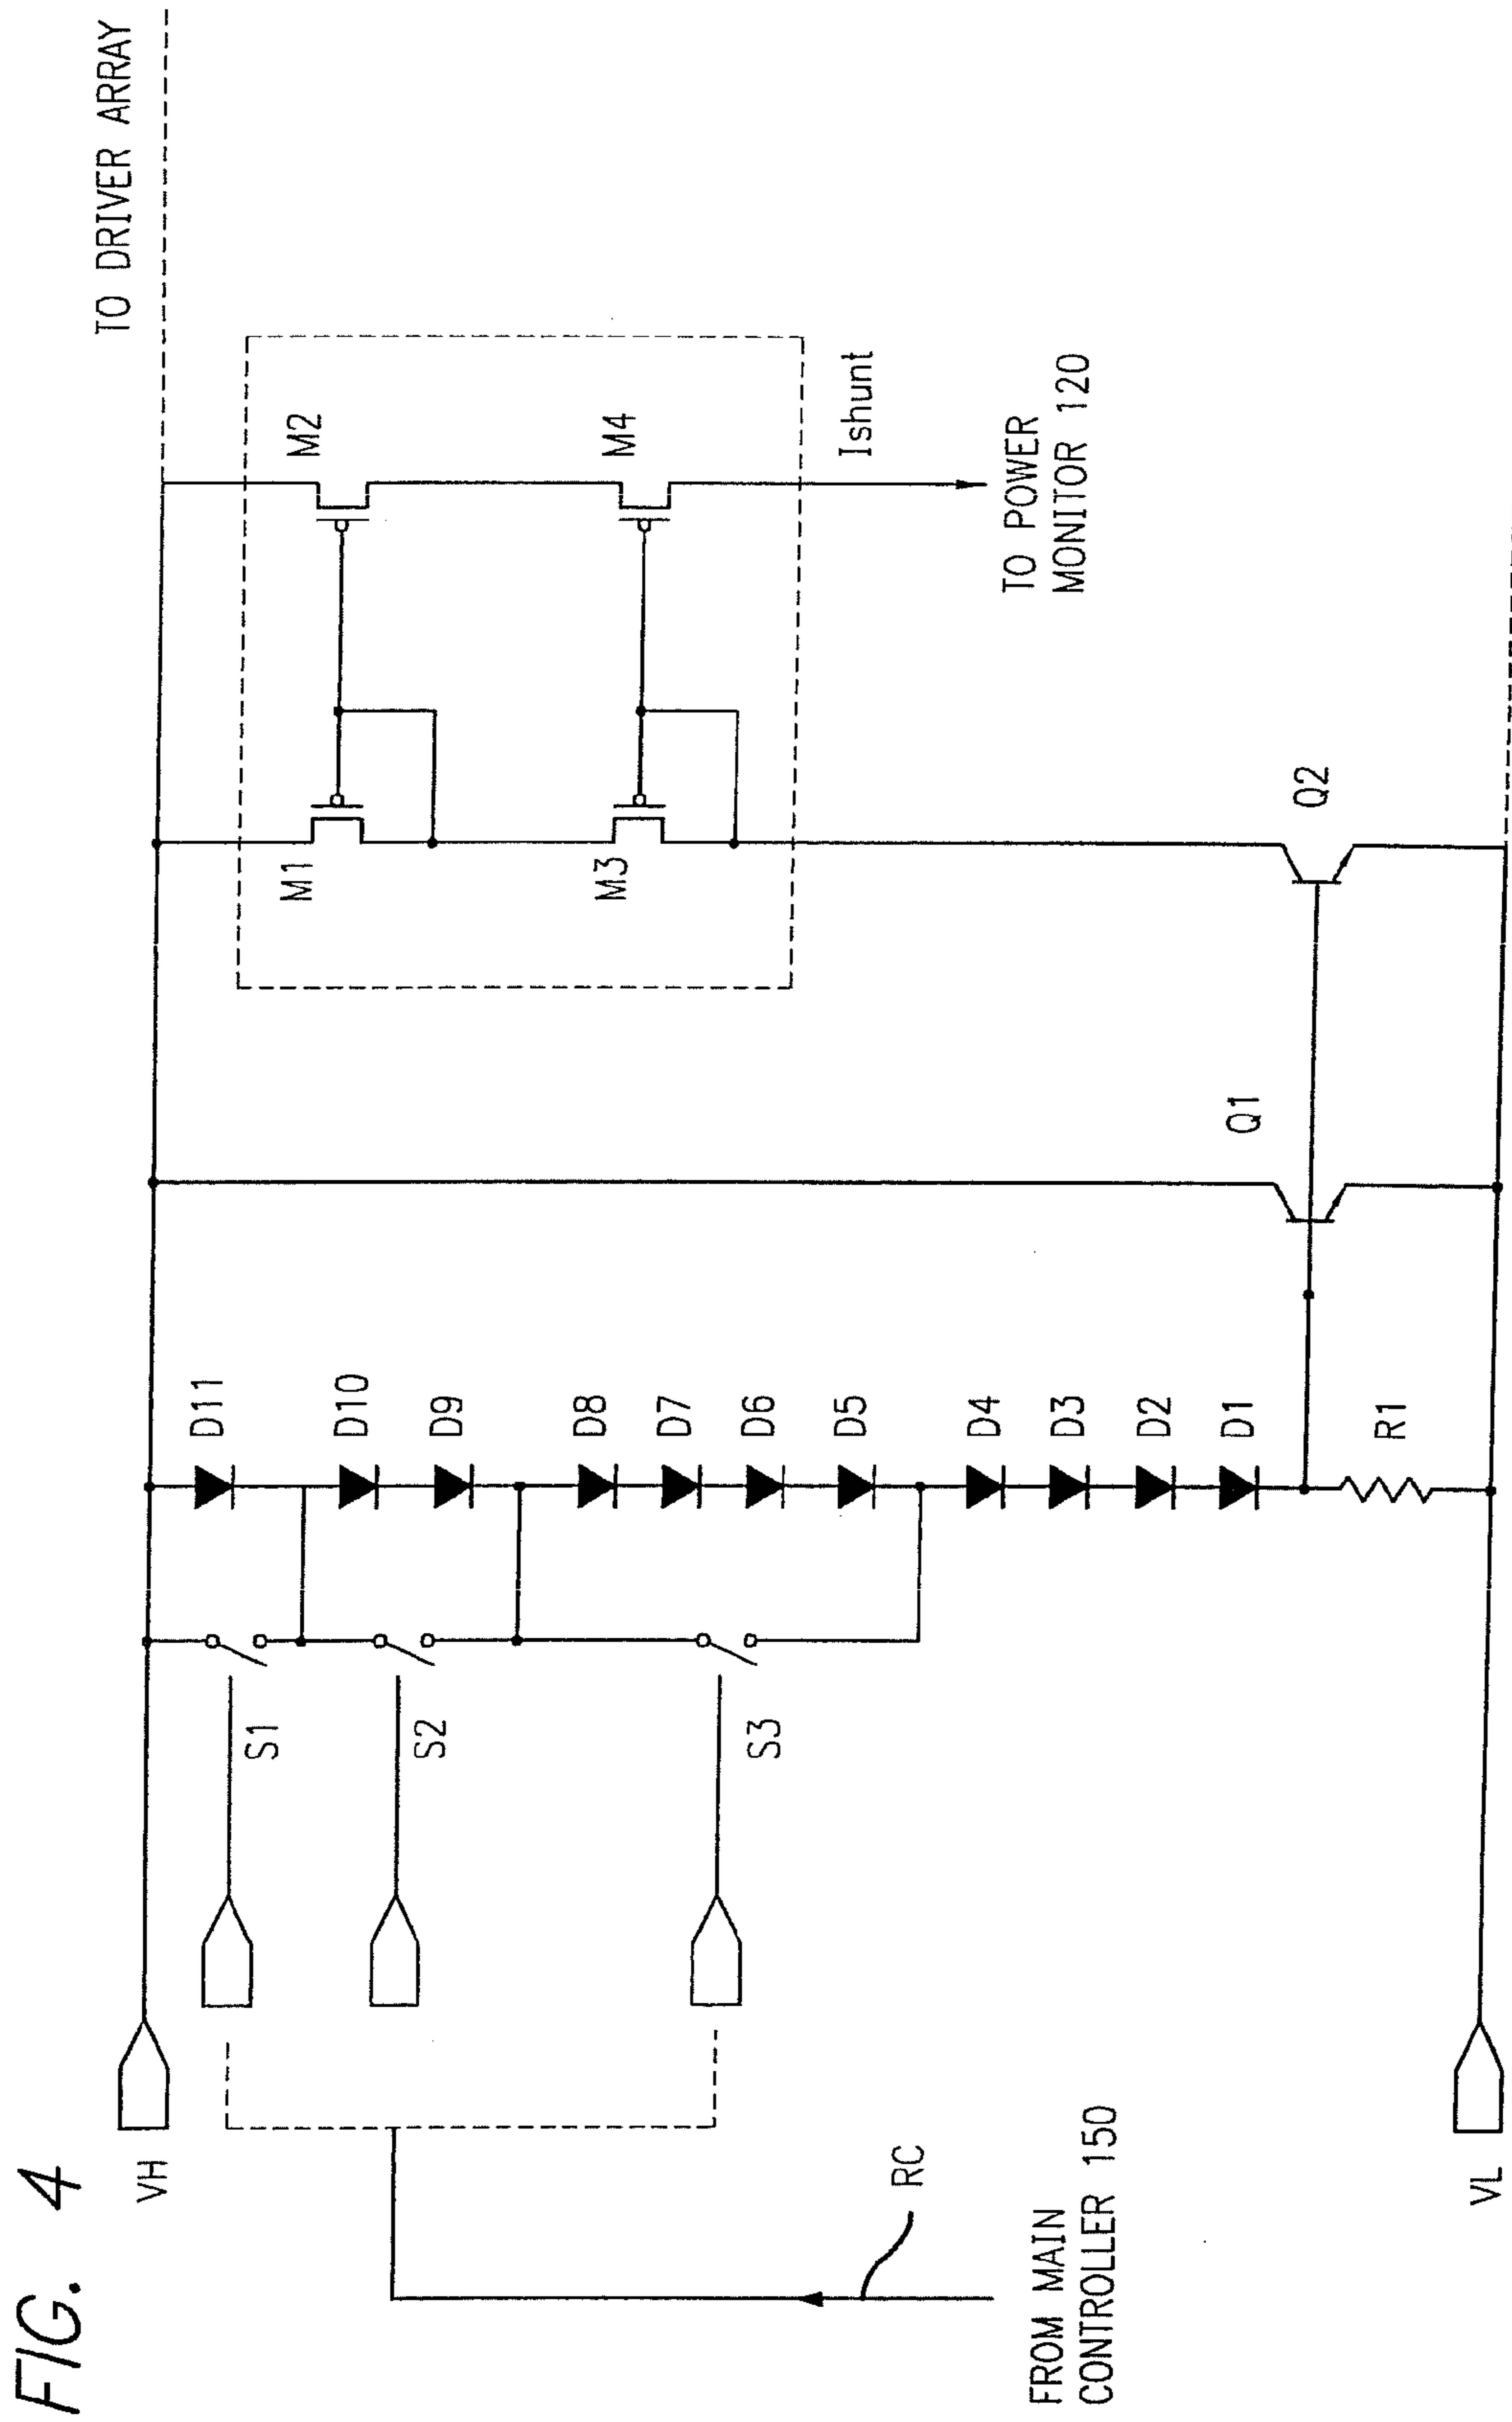 FIG. 4
TO DRIVER ARRAY
VH
S1
S2
S3
D11
D10
D9
D8
D7
D6
D5
D4
D3
D2
D1
R1
Q1
Q2
M1
M2
M3
M4
Ishunt
TO POWER
MONITOR 120
RC
FROM MAIN
CONTROLLER 150
VL